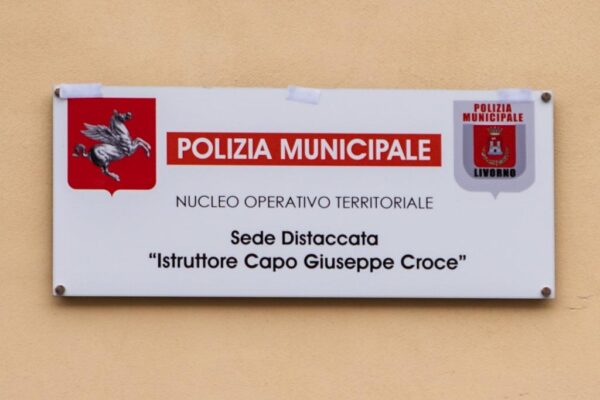 POLIZIA MUNICIPALE
POLIZIA
MUNICIPALE
LIVORNO
NUCLEO OPERATIVO TERRITORIALE
Sede Distaccata
“Istruttore Capo Giuseppe Croce”